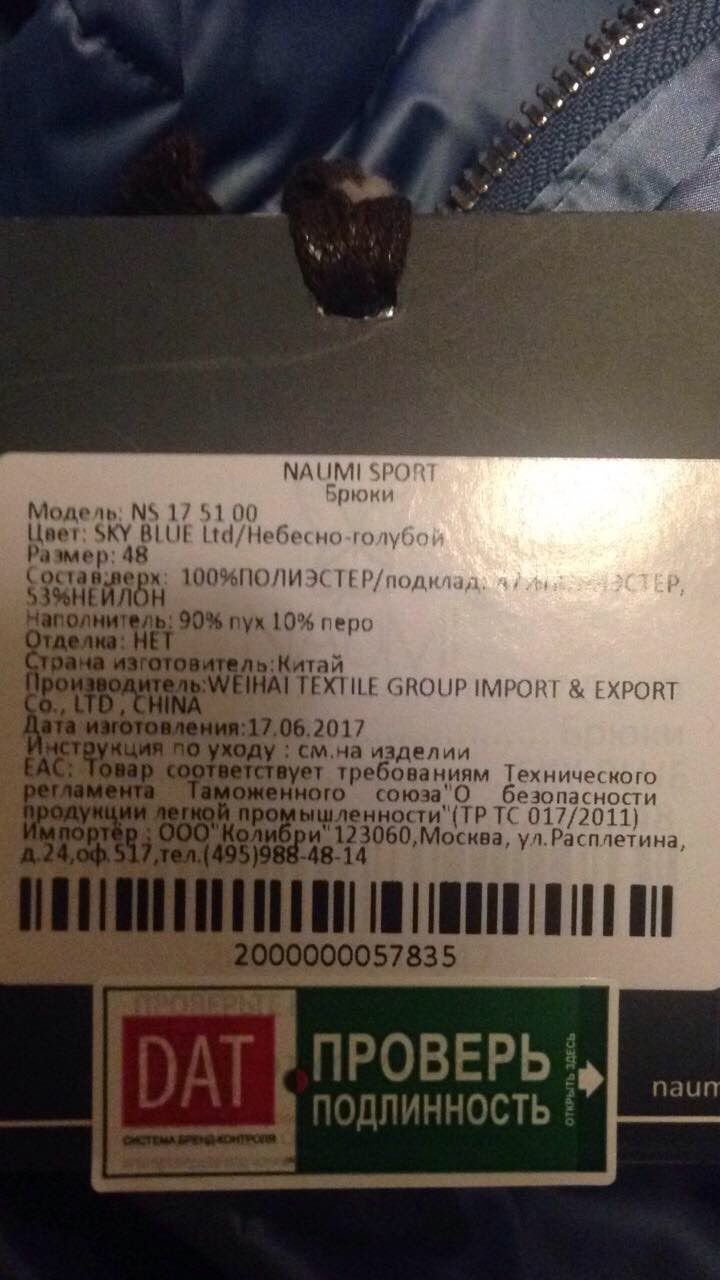 NAUMI SPORT
Брюки
Модель: NS 17 51 00
Цвет: SKY BLUE Ltd/Небесно-голубой
Размер: 48
Состав:верх: 100%ПОЛИЭСТЕР/подклад:
53%НЕЙЛОН
Наполнитель: 90% пух 10% перо
Отделка: НЕТ
Страна изготовитель:Китай
Производитель:WEIHAI TEXTILE GROUP IMPORT & EXPORT
Co., LTD , CHINA
Дата изготовления:17.06.2017
Инструкция по уходу : см.на изделии
ЕАС: Товар соответствует требованиям Технического
регламента Таможенного союза"О безопасности
продукции легкой промышленности"(ТР ТС 017/2011)
Импортёр : ООО"Колибри"123060,Москва, ул.Расплетина,
д.24,оф.517,тел.(495)988-48-14
2000000057835
DAT
СИСТЕМА БРЕНД-КОНТРОЛЯ
ПРОВЕРЬ
ПОДЛИННОСТЬ
ОТКРЫТЬ ЗДЕСЬ
naum